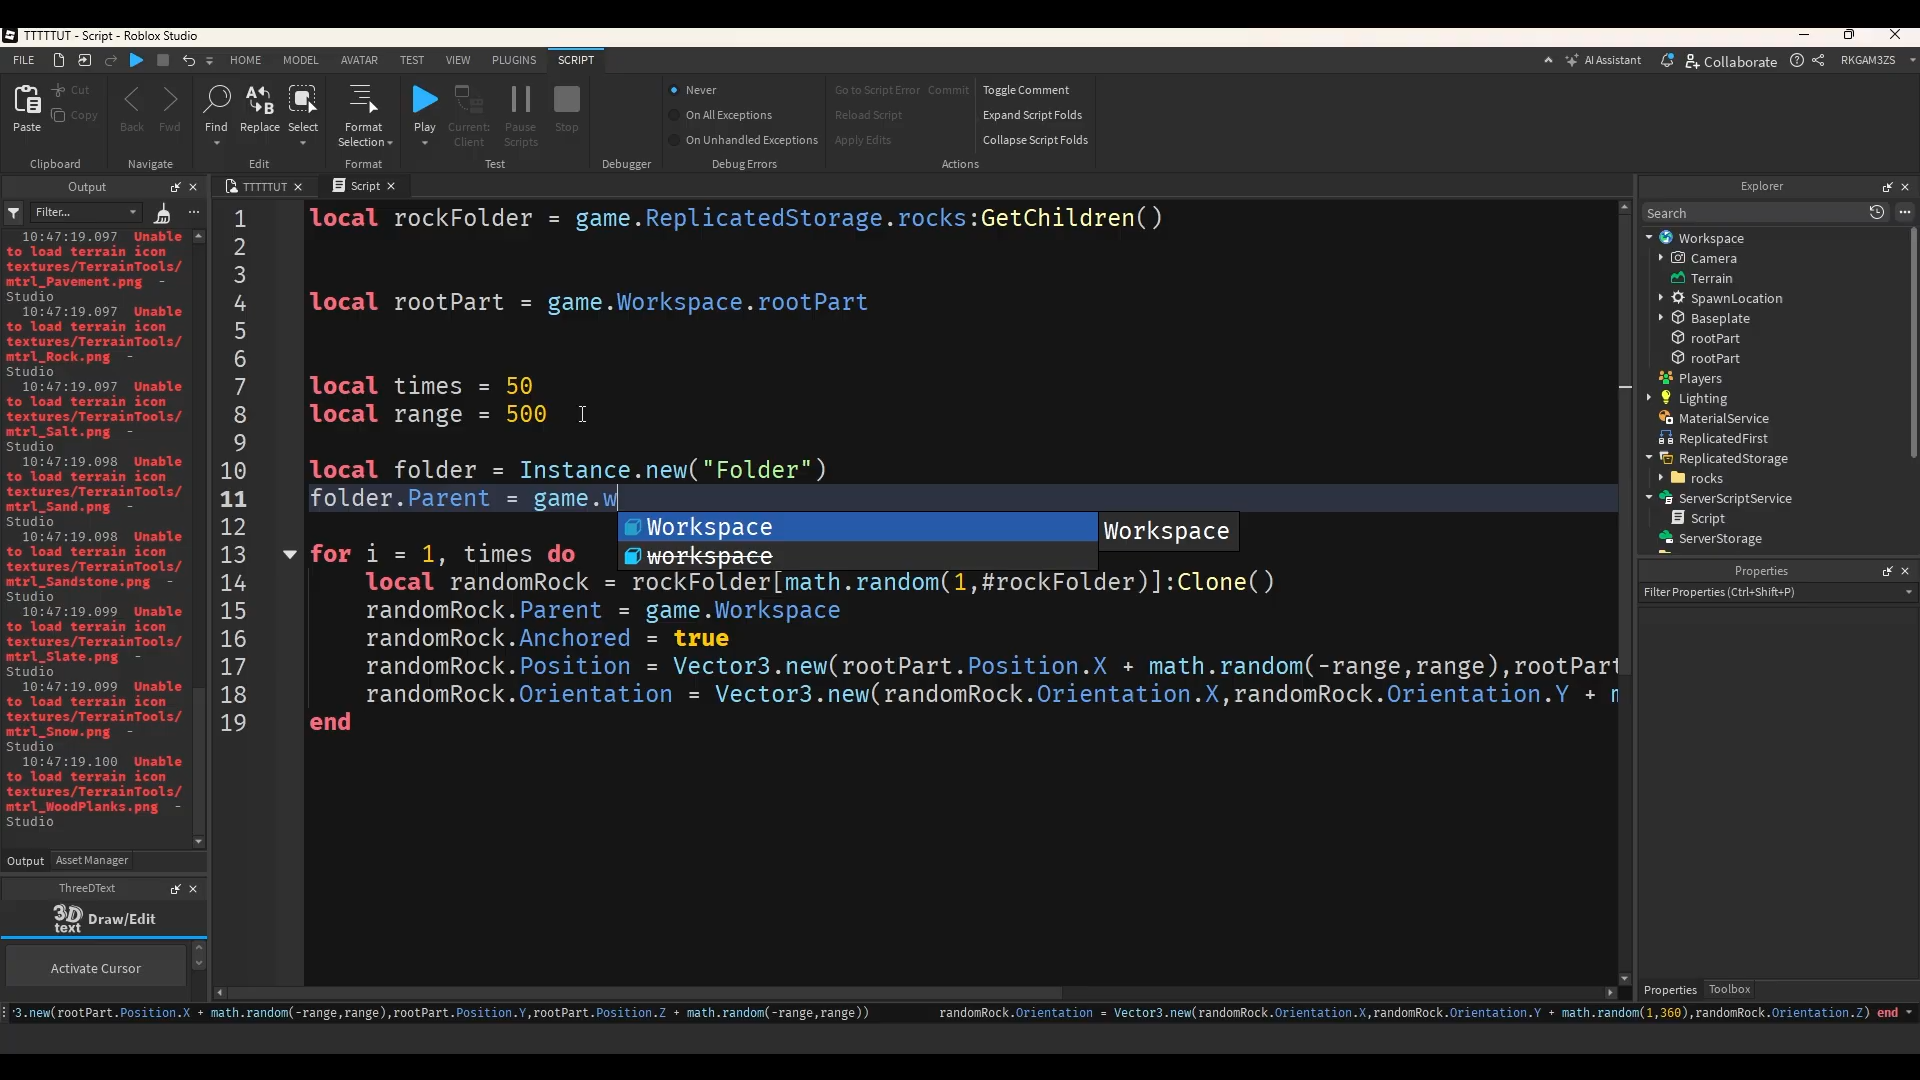 TTTTTUT - Script - Roblox Studio
FILE HOME MODEL AVATAR TEST VIEW PLUGINS SCRIPT AI Assistant Collaborate RKGAM3ZS
Paste Cut Copy
Clipboard
Back Fwd
Navigate
Find Replace Select
Edit
Format Selection
Format
Play Current: Client Pause Scripts Stop
Test
Debugger
Never
On All Exceptions
On Unhandled Exceptions
Debug Errors
Go to Script Error Commit
Reload Script
Apply Edits
Toggle Comment
Expand Script Folds
Collapse Script Folds
Actions
Output
Filter...
10:47:19.097 Unable
to load terrain icon
textures/TerrainTools/
mtrl_Pavement.png -
Studio
10:47:19.097 Unable
to load terrain icon
textures/TerrainTools/
mtrl_Rock.png -
Studio
10:47:19.097 Unable
to load terrain icon
textures/TerrainTools/
mtrl_Salt.png -
Studio
10:47:19.098 Unable
to load terrain icon
textures/TerrainTools/
mtrl_Sand.png -
Studio
10:47:19.098 Unable
to load terrain icon
textures/TerrainTools/
mtrl_Sandstone.png -
Studio
10:47:19.099 Unable
to load terrain icon
textures/TerrainTools/
mtrl_Slate.png -
Studio
10:47:19.099 Unable
to load terrain icon
textures/TerrainTools/
mtrl_Snow.png -
Studio
10:47:19.100 Unable
to load terrain icon
textures/TerrainTools/
mtrl_WoodPlanks.png -
Studio
Output Asset Manager
ThreeDText
3D text Draw/Edit
Activate Cursor
TTTTTUT Script
1 local rockFolder = game.ReplicatedStorage.rocks:GetChildren()
2
3
4 local rootPart = game.Workspace.rootPart
5
6
7 local times = 50
8 local range = 500
9
10 local folder = Instance.new("Folder")
11 folder.Parent = game.w
Workspace Workspace
12
13 for i = 1, times do
workspace
14 local randomRock = rockFolder[math.random(1,#rockFolder)]:Clone()
15 randomRock.Parent = game.Workspace
16 randomRock.Anchored = true
17 randomRock.Position = Vector3.new(rootPart.Position.X + math.random(-range,range),rootPart
18 randomRock.Orientation = Vector3.new(randomRock.Orientation.X,randomRock.Orientation.Y +
19 end
Explorer
Search
Workspace
Camera
Terrain
SpawnLocation
Baseplate
rootPart
rootPart
Players
Lighting
MaterialService
ReplicatedFirst
ReplicatedStorage
rocks
ServerScriptService
Script
ServerStorage
Properties
Filter Properties (Ctrl+Shift+P)
Properties Toolbox
3.new(rootPart.Position.X + math.random(-range,range),rootPart.Position.Y,rootPart.Position.Z + math.random(-range,range)) randomRock.Orientation = Vector3.new(randomRock.Orientation.X,randomRock.Orientation.Y + math.random(1,360),randomRock.Orientation.Z) end